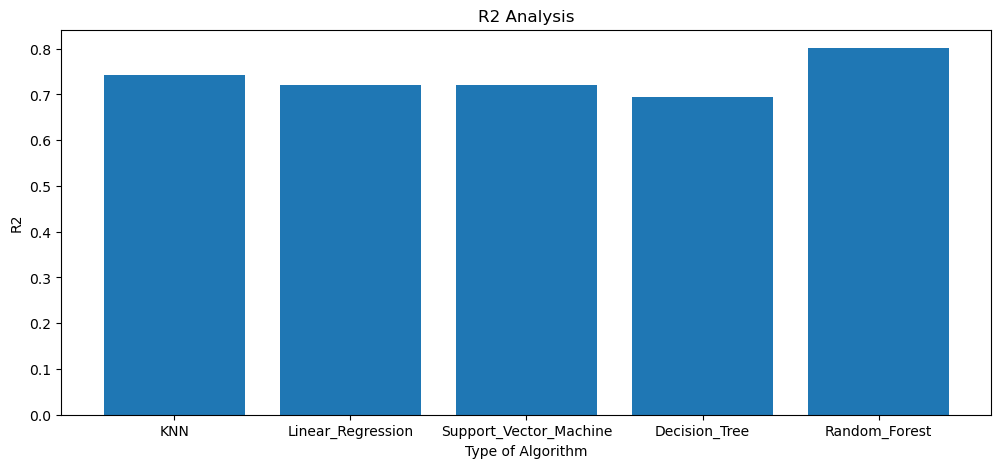 R2 Analysis
0.8
0.7
0.6
0.5
0.4
0.3
0.2
0.1
0.0
R2
KNN Linear_Regression Support_Vector_Machine Decision_Tree Random_Forest
Type of Algorithm